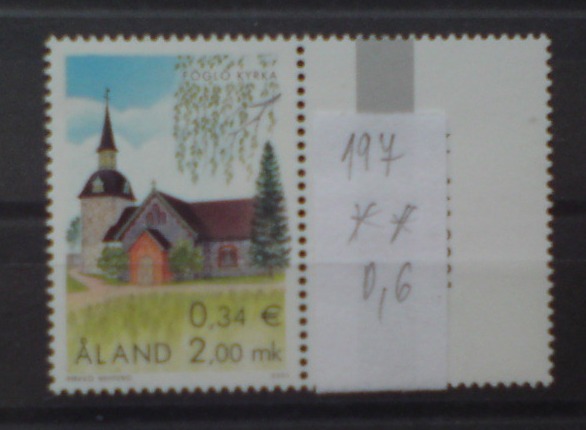 FÖGLÖ KYRKA
0,34 €
ÅLAND 2,00 mk
197
* *
0,6